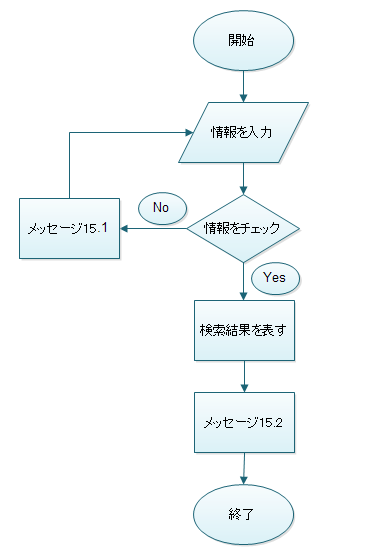 開始
情報を入力
No
メッセージ15.1
情報をチェック
Yes
検索結果を表す
メッセージ15.2
終了